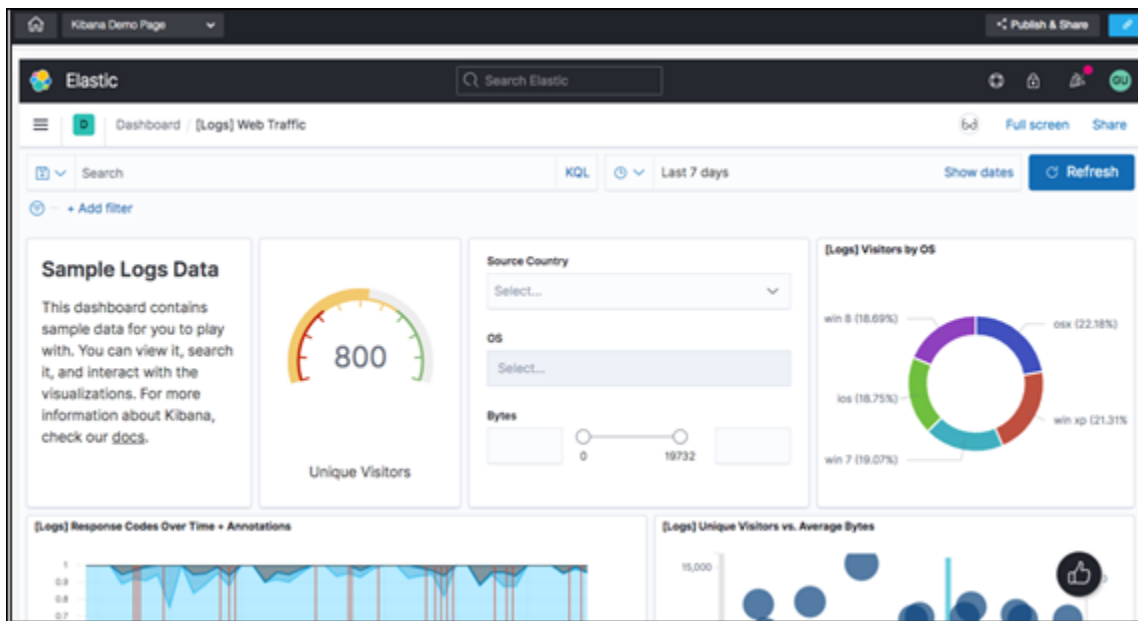 Kibana Demo Page
Publish & Share
Elastic
Search Elastic
GU
D
Dashboard / [Logs] Web Traffic
Full screen
Share
Search
KQL
Last 7 days
Show dates
Refresh
+ Add filter
Sample Logs Data
This dashboard contains
sample data for you to play
with. You can view it, search
it, and interact with the
visualizations. For more
information about Kibana,
check our docs.
800
Unique Visitors
Source Country
Select...
OS
Select...
Bytes
0
19732
[Logs] Visitors by OS
win 8 (18.69%)
osx (22.18%)
ios (18.75%)
win xp (21.31%
win 7 (19.07%)
[Logs] Response Codes Over Time + Annotations
1
0.9
0.8
0.7
[Logs] Unique Visitors vs. Average Bytes
15,000